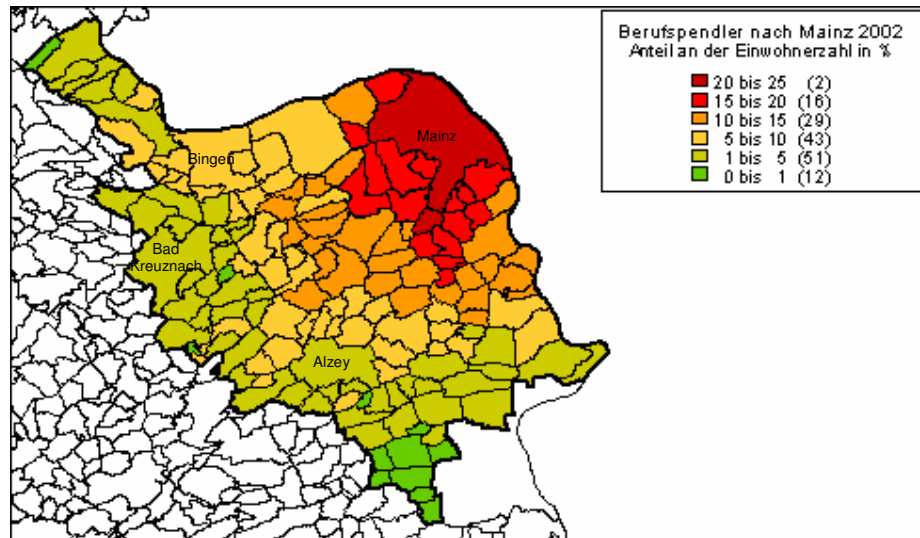 Berufspendler nach Mainz 2002
Anteil an der Einwohnerzahl in %
20 bis 25 (2)
15 bis 20 (16)
10 bis 15 (29)
5 bis 10 (43)
1 bis 5 (51)
0 bis 1 (12)
Mainz
Bingen
Bad
Kreuznach
Alzey